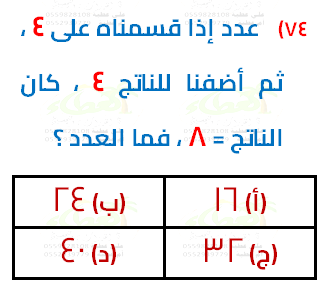 ٧٤) عدد إذا قسمناه على ٤ ،
ثم أضفنا للناتج ٤ ، كان
الناتج = ٨ ، فما العدد ؟
(أ) ١٦ (ب) ٢٤
(ج) ٣٢ (د) ٤٠